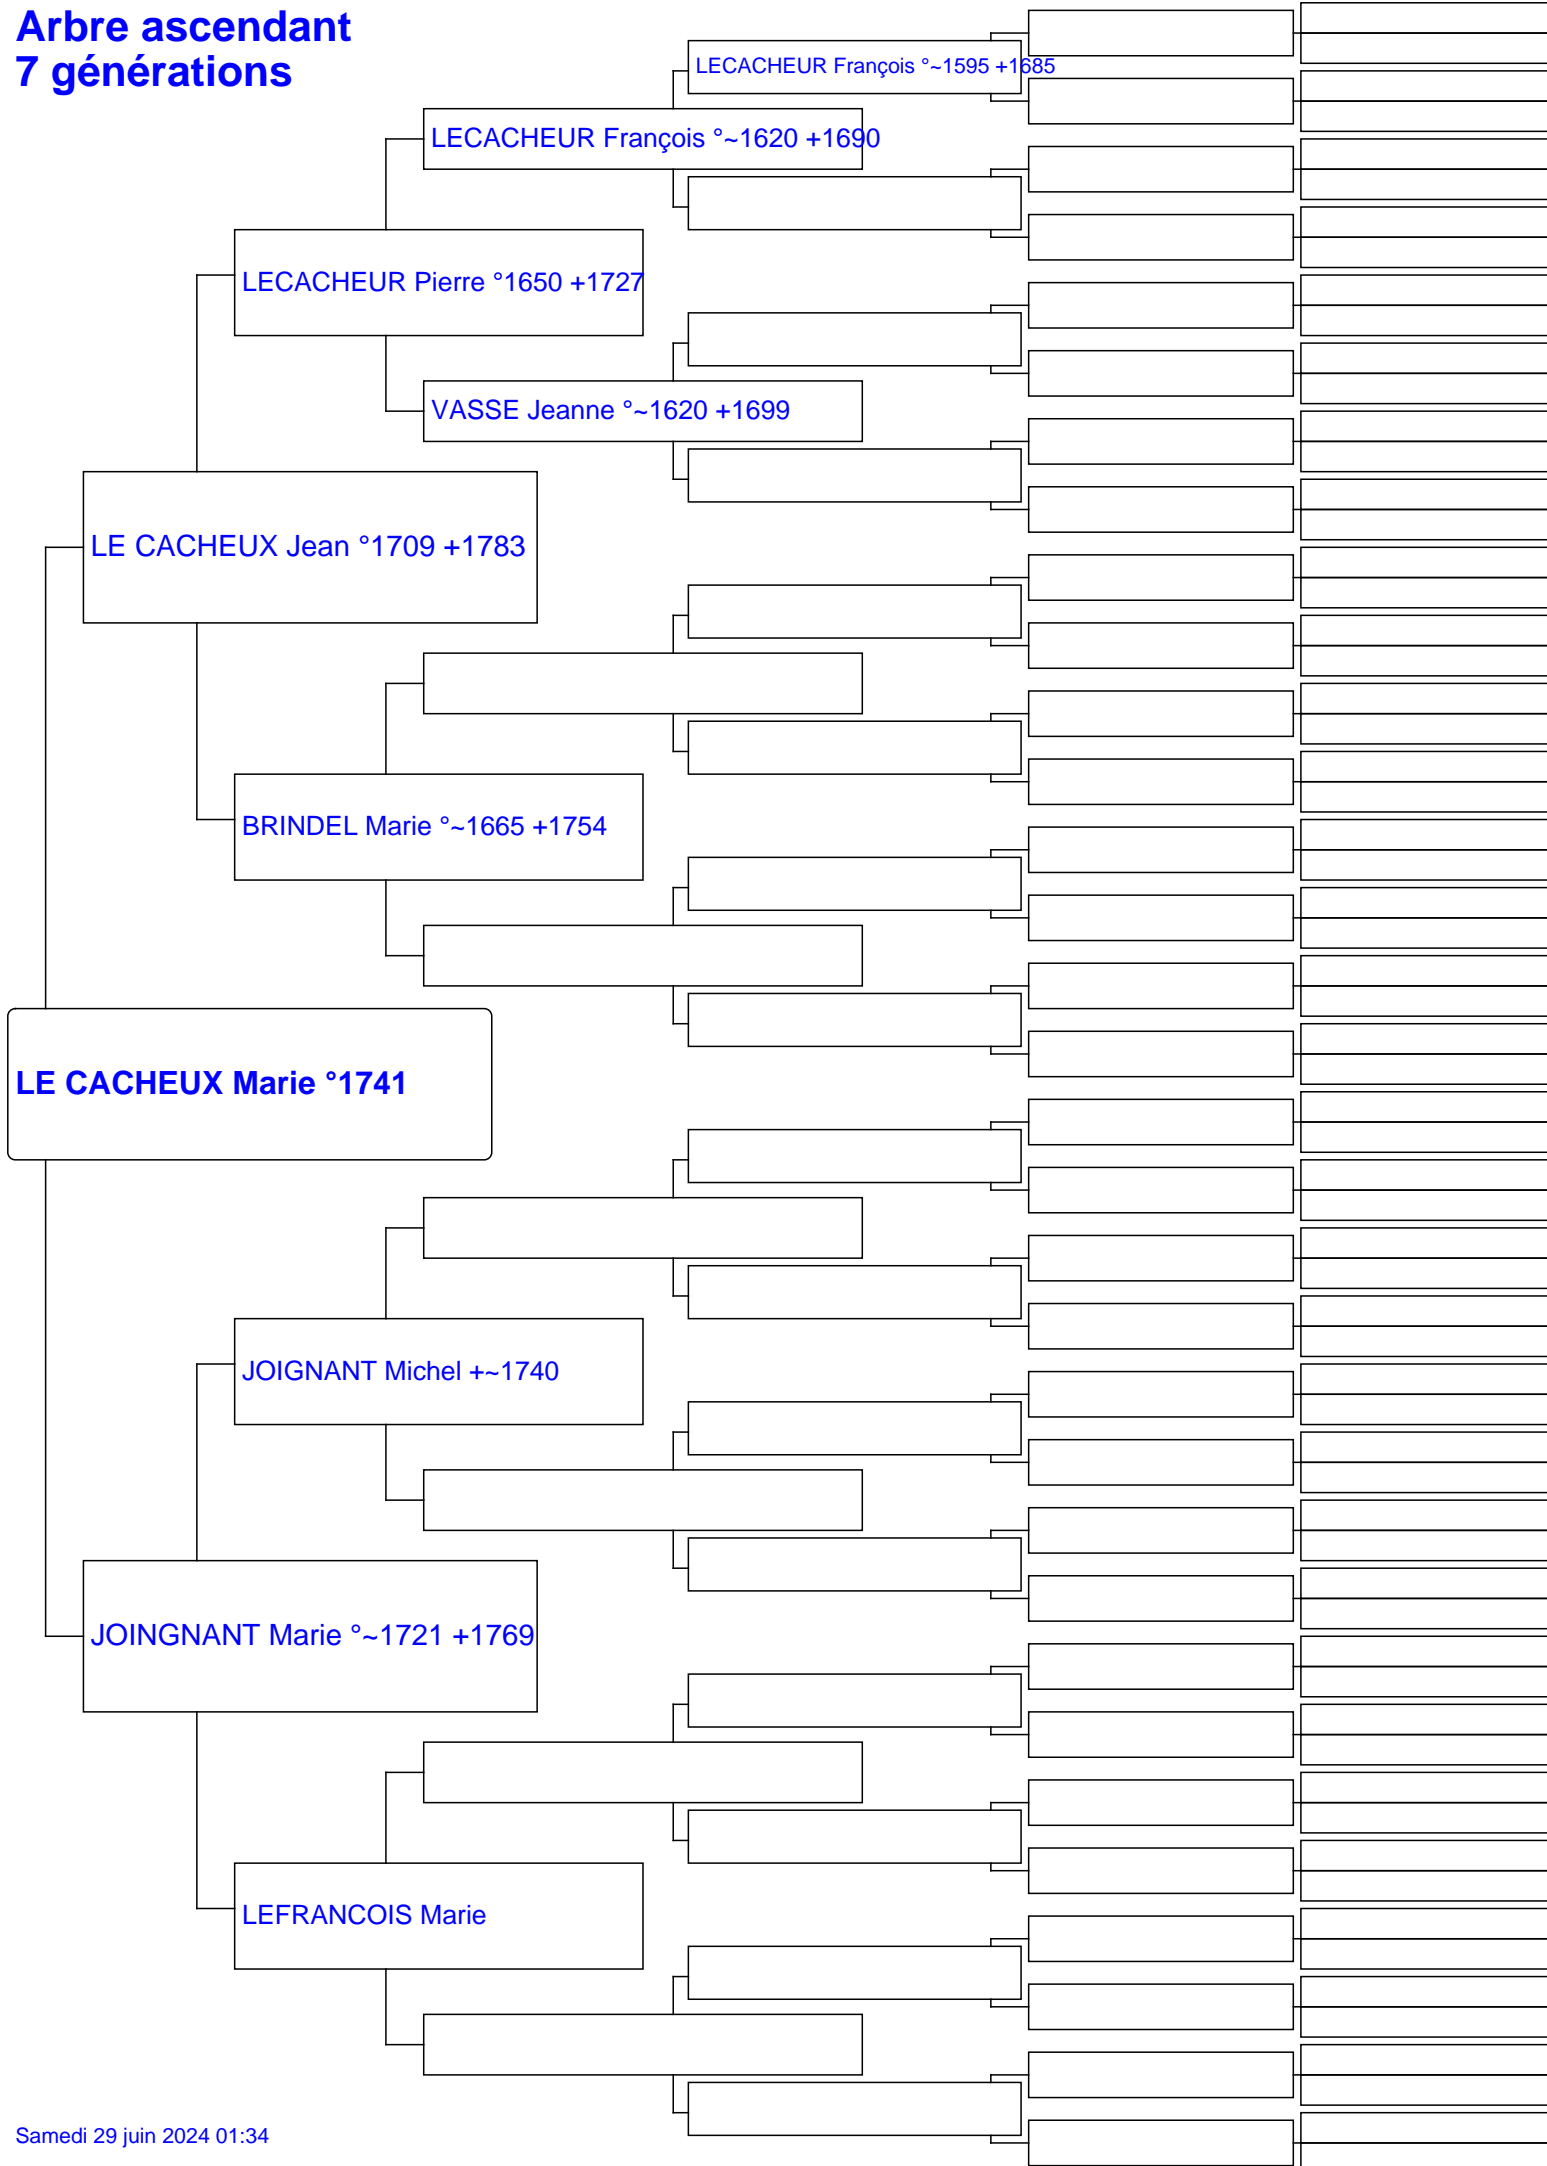 Arbre ascendant
7 générations
LECACHEUR François °~1595 +1685
LECACHEUR François °~1620 +1690
LECACHEUR Pierre °1650 +1727
VASSE Jeanne °~1620 +1699
LE CACHEUX Jean °1709 +1783
BRINDEL Marie °~1665 +1754
LE CACHEUX Marie °1741
JOIGNANT Michel +~1740
JOINGNANT Marie °~1721 +1769
LEFRANCOIS Marie
Samedi 29 juin 2024 01:34